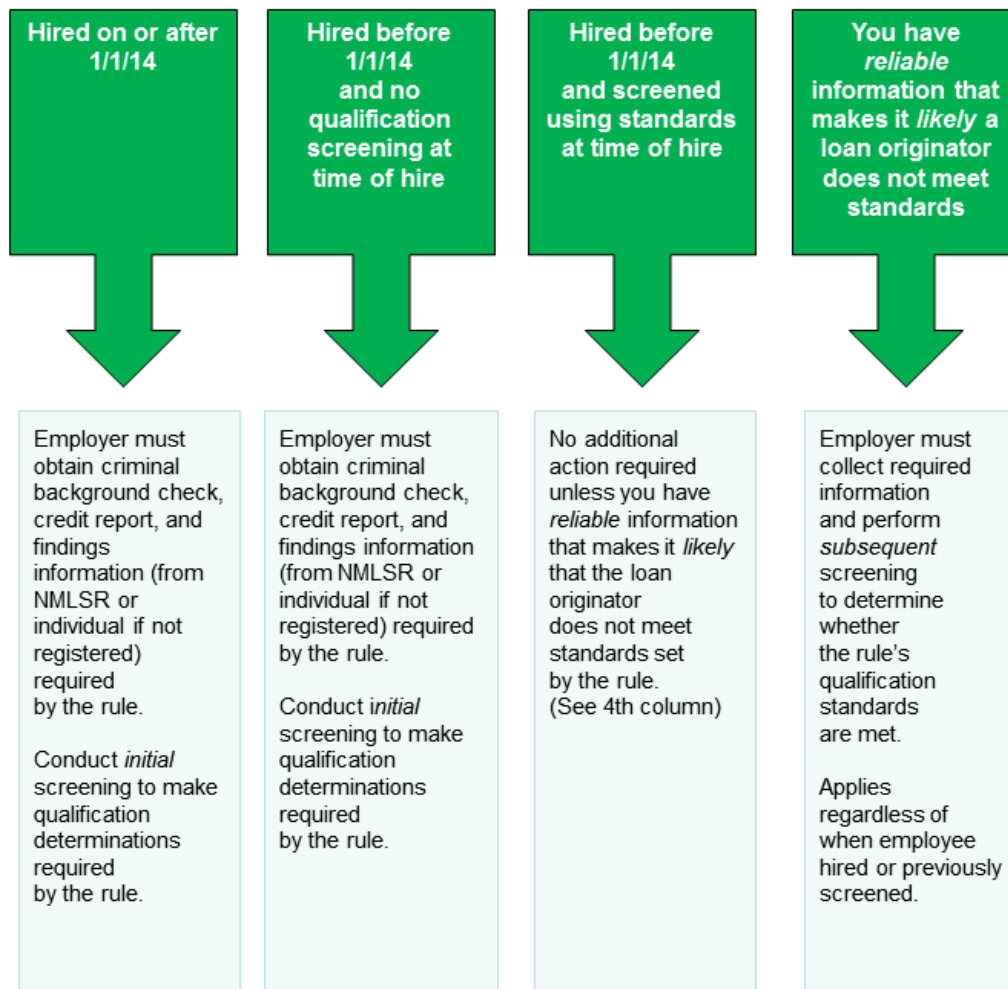 Hired on or after
1/1/14
Hired before
1/1/14
and no
qualification
screening at
time of hire
Hired before
1/1/14
and screened
using standards
at time of hire
You have
reliable
information that
makes it likely a
loan originator
does not meet
standards
Employer must
obtain criminal
background check,
credit report, and
findings
information (from
NMLSR or
individual if not
registered)
required
by the rule.
Conduct initial
screening to make
qualification
determinations
required
by the rule.
Employer must
obtain criminal
background check,
credit report, and
findings information
(from NMLSR or
individual if not
registered) required
by the rule.
Conduct initial
screening to make
qualification
determinations
required
by the rule.
No additional
action required
unless you have
reliable information
that makes it likely
that the loan
originator
does not meet
standards set
by the rule.
(See 4th column)
Employer must
collect required
information
and perform
subsequent
screening
to determine
whether
the rule's
qualification
standards
are met.
Applies
regardless of
when employee
hired or previously
screened.